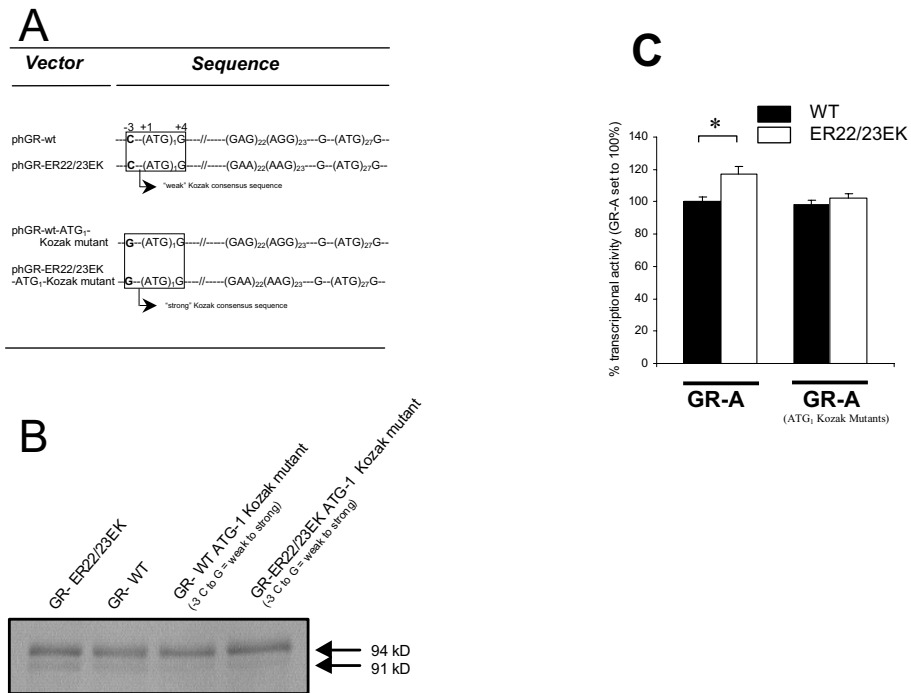 A
Vector Sequence
-3 +1 +4
phGR-wt ---C--(ATG)1G----//-----(GAG)22(AGG)23---G--(ATG)27G--
phGR-ER22/23EK ---C--(ATG)1G----//-----(GAA)22(AAG)23---G--(ATG)27G--
"weak" Kozak consensus sequence
phGR-wt-ATG1-
Kozak mutant ---G--(ATG)1G----//-----(GAG)22(AGG)23---G--(ATG)27G--
phGR-ER22/23EK
-ATG1-Kozak mutant ---G--(ATG)1G----//-----(GAA)22(AAG)23---G--(ATG)27G--
"strong" Kozak consensus sequence
B
GR- ER22/23EK
GR- WT
GR- WT ATG-1 Kozak mutant
(-3 C to G = weak to strong)
GR-ER22/23EK ATG-1 Kozak mutant
(-3 C to G = weak to strong)
94 kD
91 kD
C
WT
ER22/23EK
% transcriptional activity (GR-A set to 100%)
140
120
100
80
60
40
20
0
*
GR-A
GR-A
(ATG1 Kozak Mutants)